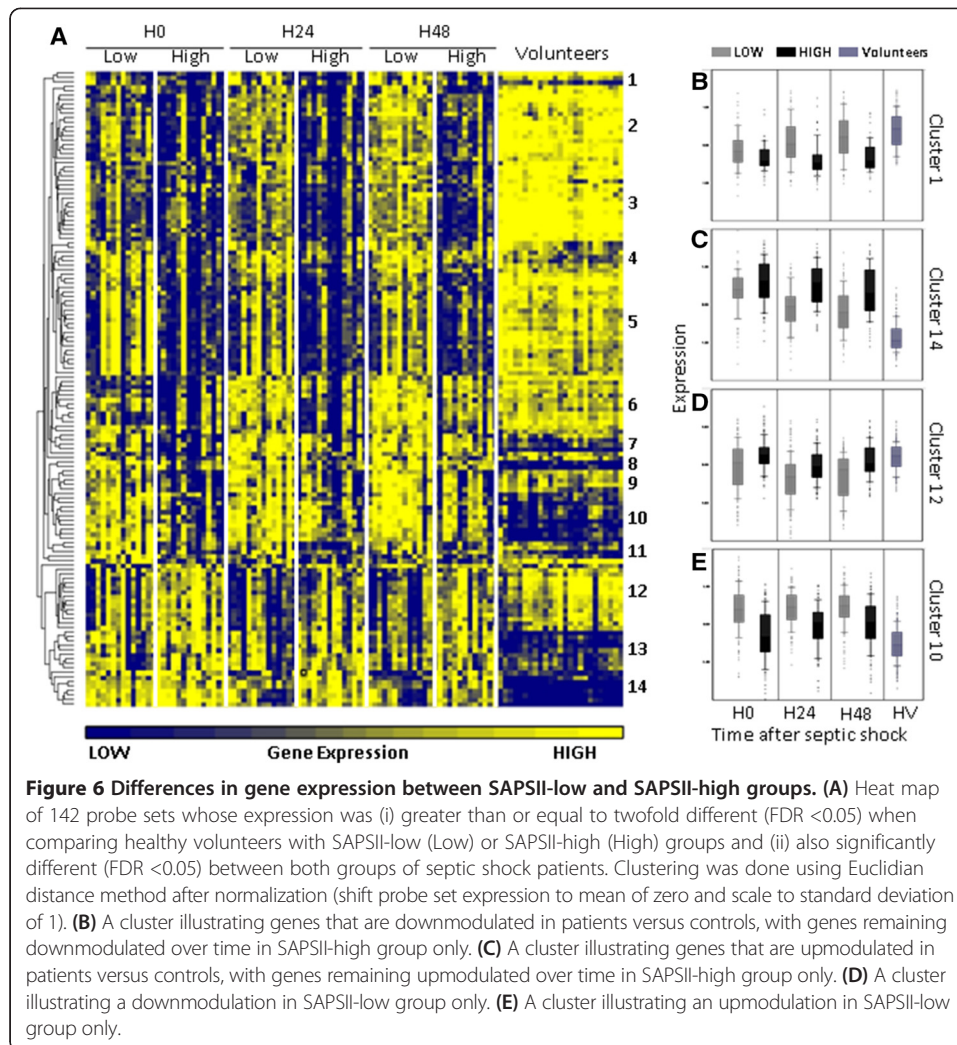 A
H0 H24 H48
Low High Low High Low High Volunteers
1
2
3
4
5
6
7
8
9
10
11
12
13
14
LOW Gene Expression HIGH
LOW HIGH Volunteers
B
Cluster 1
C
Cluster 14
Expression
D
Cluster 12
E
Cluster 10
H0 H24 H48 HV
Time after septic shock
Figure 6 Differences in gene expression between SAPSII-low and SAPSII-high groups. (A) Heat map
of 142 probe sets whose expression was (i) greater than or equal to twofold different (FDR <0.05) when
comparing healthy volunteers with SAPSII-low (Low) or SAPSII-high (High) groups and (ii) also significantly
different (FDR <0.05) between both groups of septic shock patients. Clustering was done using Euclidian
distance method after normalization (shift probe set expression to mean of zero and scale to standard deviation
of 1). (B) A cluster illustrating genes that are downmodulated in patients versus controls, with genes remaining
downmodulated over time in SAPSII-high group only. (C) A cluster illustrating genes that are upmodulated in
patients versus controls, with genes remaining upmodulated over time in SAPSII-high group only. (D) A cluster
illustrating a downmodulation in SAPSII-low group only. (E) A cluster illustrating an upmodulation in SAPSII-low
group only.